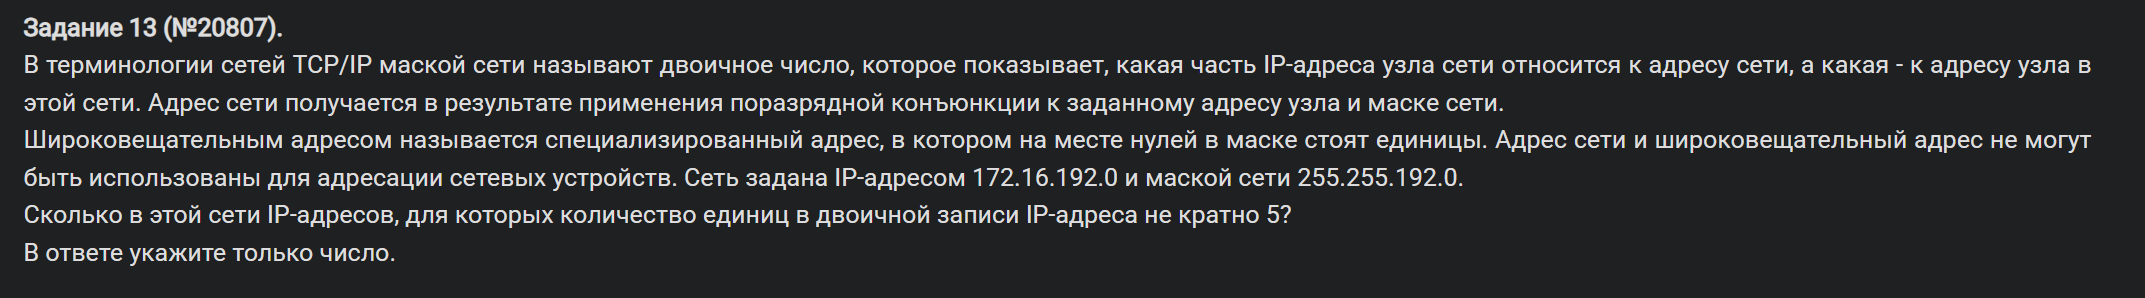 Задание 13 (№20807).
В терминологии сетей TCP/IP маской сети называют двоичное число, которое показывает, какая часть IP-адреса узла сети относится к адресу сети, а какая - к адресу узла в
этой сети. Адрес сети получается в результате применения поразрядной конъюнкции к заданному адресу узла и маске сети.
Широковещательным адресом называется специализированный адрес, в котором на месте нулей в маске стоят единицы. Адрес сети и широковещательный адрес не могут
быть использованы для адресации сетевых устройств. Сеть задана IP-адресом 172.16.192.0 и маской сети 255.255.192.0.
Сколько в этой сети IP-адресов, для которых количество единиц в двоичной записи IP-адреса не кратно 5?
В ответе укажите только число.